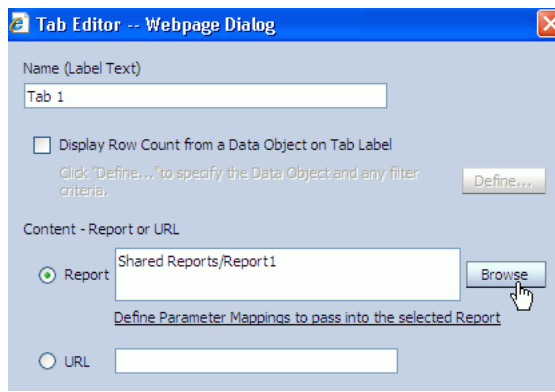 Tab Editor -- Webpage Dialog
Name (Label Text)
Tab 1
Display Row Count from a Data Object on Tab Label
Click "Define..."to specify the Data Object and any filter
criteria.
Define...
Content - Report or URL
Report
Shared Reports/Report1
Browse
Define Parameter Mappings to pass into the selected Report
URL